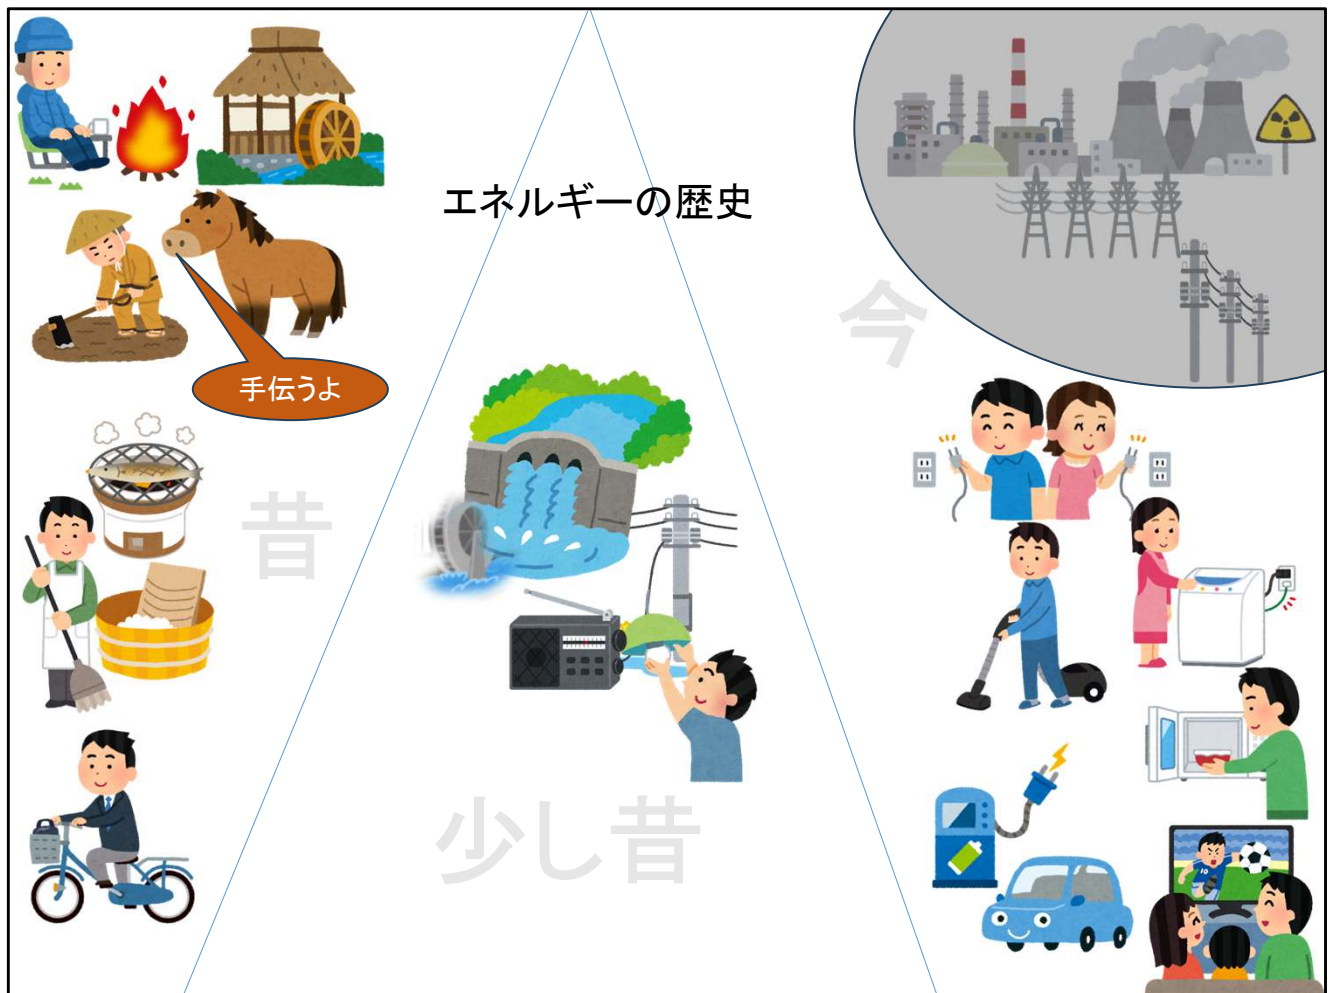 エネルギーの歴史
今
手伝うよ
昔
少し昔